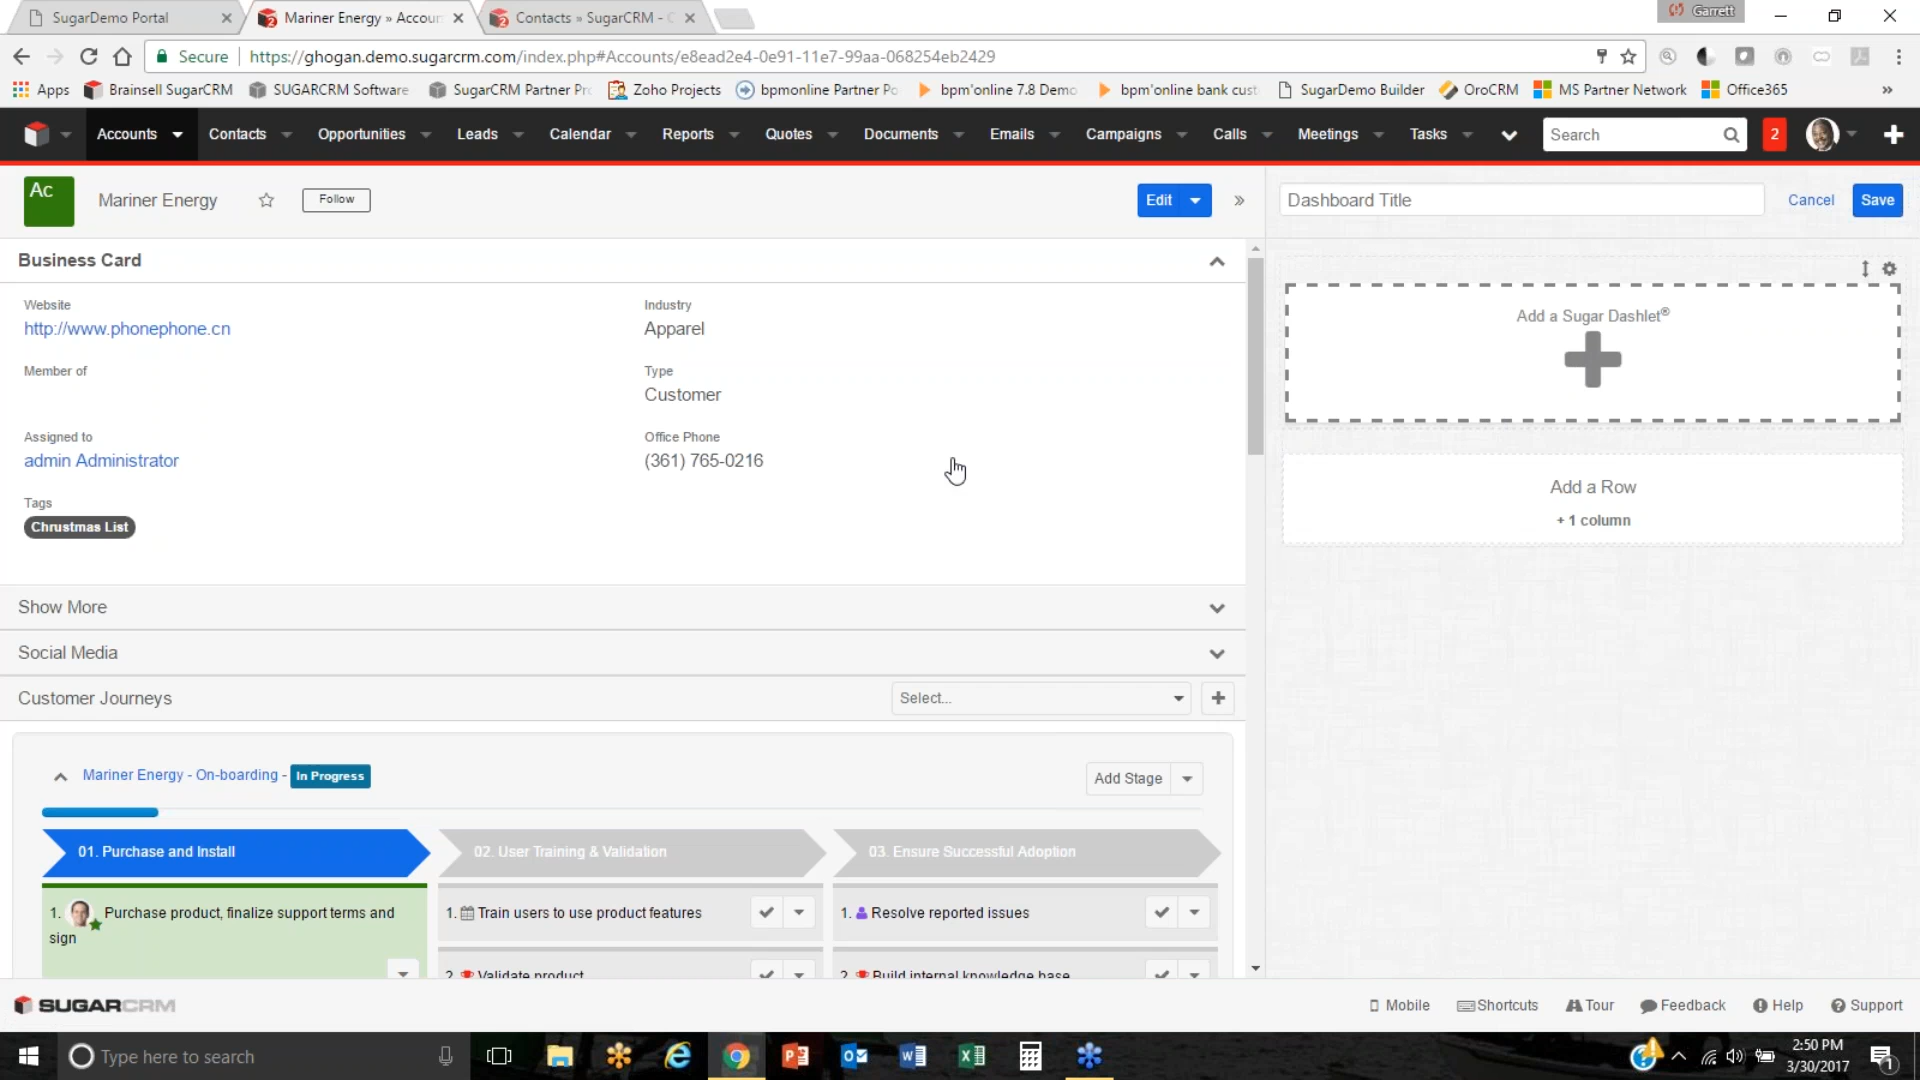 SugarDemo Portal
Mariner Energy » Accoun
Contacts » SugarCRM - C
Garrett
Secure
https://ghogan.demo.sugarcrm.com/index.php#Accounts/e8ead2e4-0e91-11e7-99aa-068254eb2429
Apps
Brainsell SugarCRM
SUGARCRM Software
SugarCRM Partner Pr
Zoho Projects
bpmonline Partner Po
bpm'online 7.8 Demo
bpm'online bank cust
SugarDemo Builder
OroCRM
MS Partner Network
Office365
»
Accounts
Contacts
Opportunities
Leads
Calendar
Reports
Quotes
Documents
Emails
Campaigns
Calls
Meetings
Tasks
Search
2
Ac
Mariner Energy
Follow
Edit
»
Dashboard Title
Cancel
Save
Business Card
Website
http://www.phonephone.cn
Industry
Apparel
Member of
Type
Customer
Assigned to
admin Administrator
Office Phone
(361) 765-0216
Tags
Chrustmas List
Add a Sugar Dashlet®
Add a Row
+ 1 column
Show More
Social Media
Customer Journeys
Select...
Mariner Energy - On-boarding - In Progress
Add Stage
01. Purchase and Install
02. User Training & Validation
03. Ensure Successful Adoption
1. Purchase product, finalize support terms and
sign
1. Train users to use product features
1. Resolve reported issues
2. Validate product
2. Build internal knowledge base
SUGARCRM
Mobile
Shortcuts
Tour
Feedback
Help
Support
Type here to search
2:50 PM
3/30/2017
1